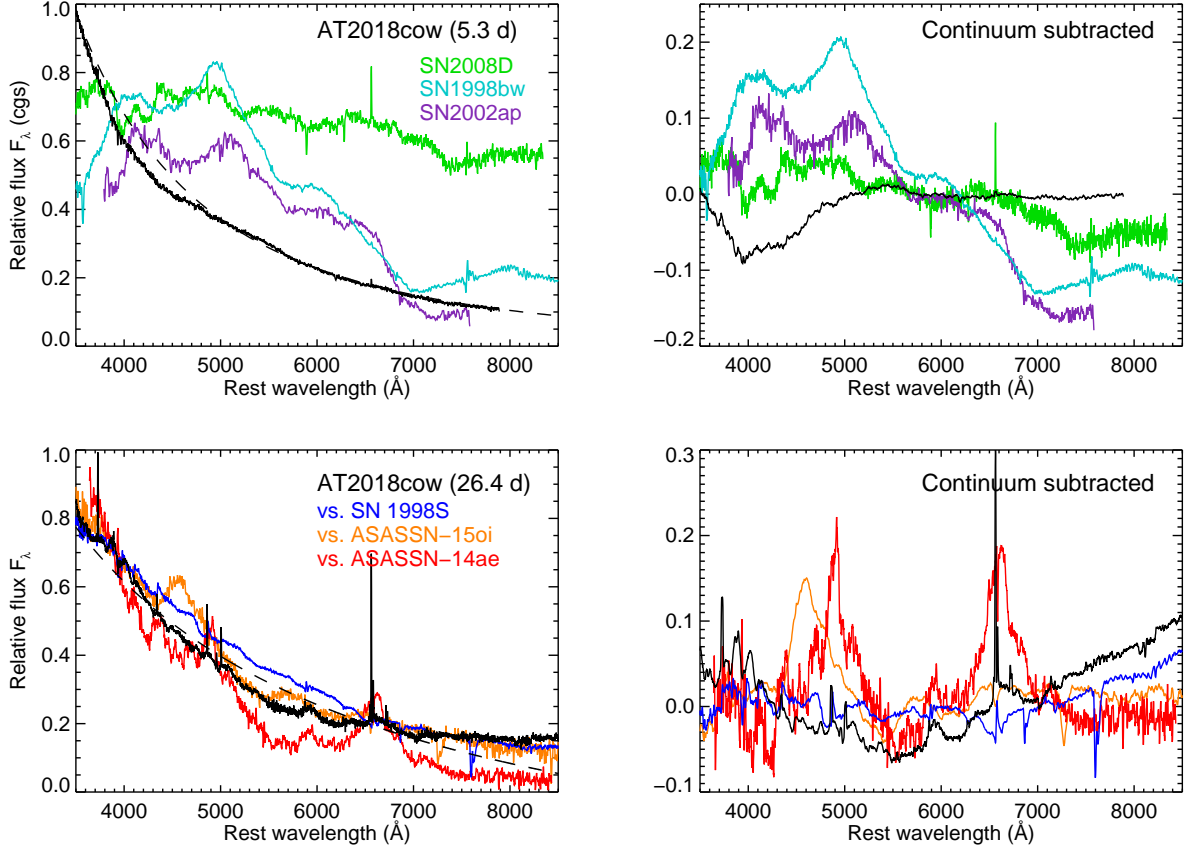 AT2018cow (5.3 d)
SN2008D
SN1998bw
SN2002ap
Relative flux Fλ (cgs)
1.0
0.8
0.6
0.4
0.2
0.0
4000 5000 6000 7000 8000
Rest wavelength (Å)
Continuum subtracted
0.2
0.1
0.0
−0.1
−0.2
4000 5000 6000 7000 8000
Rest wavelength (Å)
AT2018cow (26.4 d)
vs. SN 1998S
vs. ASASSN−15oi
vs. ASASSN−14ae
Relative flux Fλ
1.0
0.8
0.6
0.4
0.2
0.0
4000 5000 6000 7000 8000
Rest wavelength (Å)
Continuum subtracted
0.3
0.2
0.1
0.0
−0.1
4000 5000 6000 7000 8000
Rest wavelength (Å)